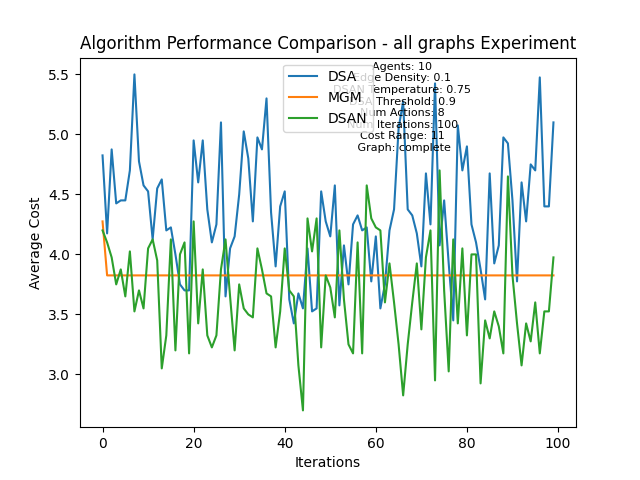 Algorithm Performance Comparison - all graphs Experiment
Agents: 10
Edge Density: 0.1
DSAN Temperature: 0.75
DSA Threshold: 0.9
Num Actions: 8
Num Iterations: 100
Cost Range: 11
Graph: complete
DSA
MGM
DSAN
5.5
5.0
4.5
4.0
3.5
3.0
Average Cost
0 20 40 60 80 100
Iterations